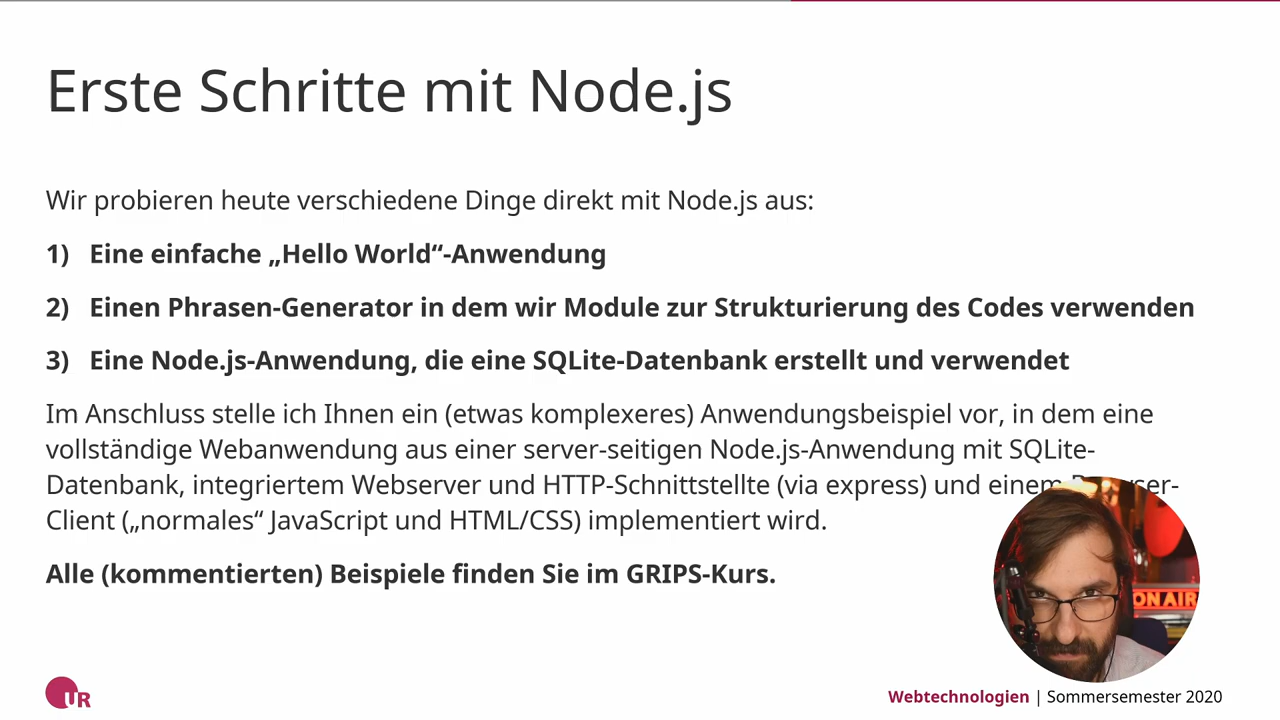 Erste Schritte mit Node.js
Wir probieren heute verschiedene Dinge direkt mit Node.js aus:
1) Eine einfache „Hello World“-Anwendung
2) Einen Phrasen-Generator in dem wir Module zur Strukturierung des Codes verwenden
3) Eine Node.js-Anwendung, die eine SQLite-Datenbank erstellt und verwendet
Im Anschluss stelle ich Ihnen ein (etwas komplexeres) Anwendungsbeispiel vor, in dem eine
vollständige Webanwendung aus einer server-seitigen Node.js-Anwendung mit SQLite-
Datenbank, integriertem Webserver und HTTP-Schnittstellte (via express) und einem
Client („normales“ JavaScript und HTML/CSS) implementiert wird.
Alle (kommentierten) Beispiele finden Sie im GRIPS-Kurs.
ON AIR
UR
Webtechnologien | Sommersemester 2020